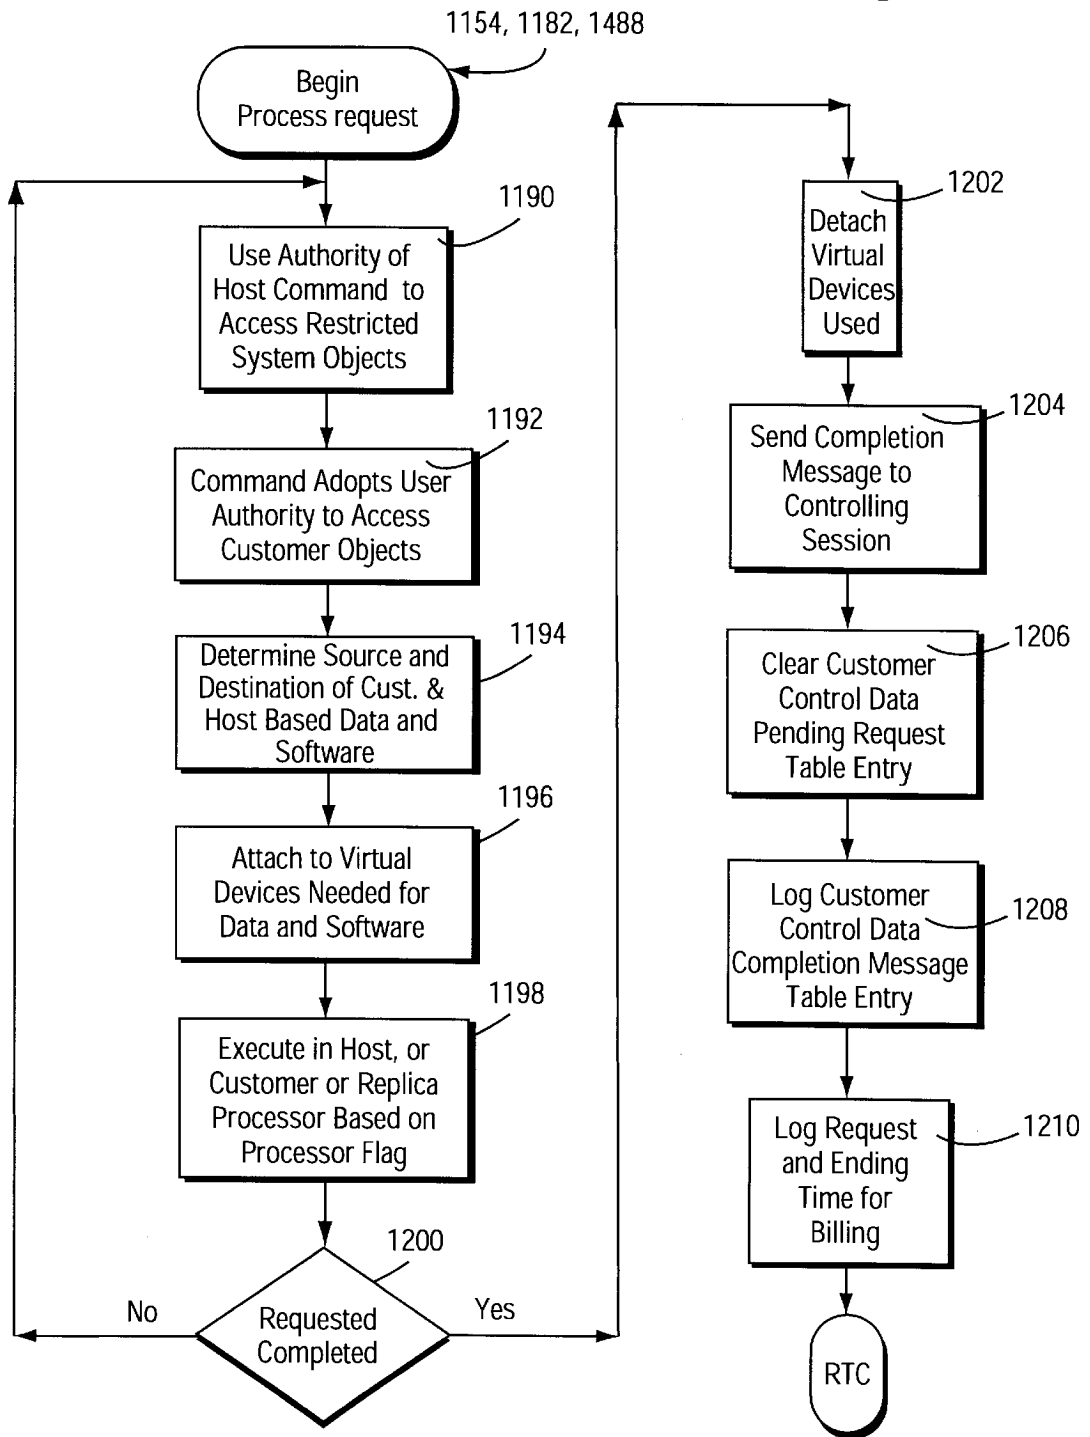 1154, 1182, 1488
Begin
Process request
1190
Use Authority of
Host Command to
Access Restricted
System Objects
1192
Command Adopts User
Authority to Access
Customer Objects
1194
Determine Source and
Destination of Cust. &
Host Based Data and
Software
1196
Attach to Virtual
Devices Needed for
Data and Software
1198
Execute in Host, or
Customer or Replica
Processor Based on
Processor Flag
1200
Requested
Completed
No
Yes
1202
Detach
Virtual
Devices
Used
1204
Send Completion
Message to
Controlling
Session
1206
Clear Customer
Control Data
Pending Request
Table Entry
1208
Log Customer
Control Data
Completion Message
Table Entry
1210
Log Request
and Ending
Time for
Billing
RTC